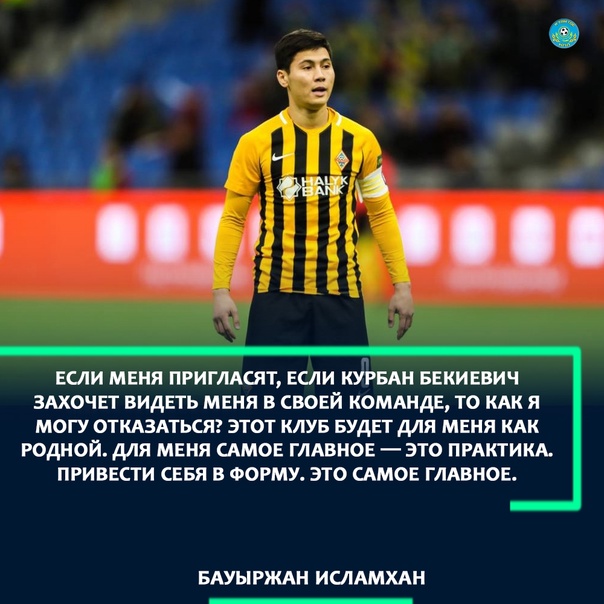 HALYK
BANK
ЕСЛИ МЕНЯ ПРИГЛАСЯТ, ЕСЛИ КУРБАН БЕКИЕВИЧ
ЗАХОЧЕТ ВИДЕТЬ МЕНЯ В СВОЕЙ КОМАНДЕ, ТО КАК Я
МОГУ ОТКАЗАТЬСЯ? ЭТОТ КЛУБ БУДЕТ ДЛЯ МЕНЯ КАК
РОДНОЙ. ДЛЯ МЕНЯ САМОЕ ГЛАВНОЕ — ЭТО ПРАКТИКА.
ПРИВЕСТИ СЕБЯ В ФОРМУ. ЭТО САМОЕ ГЛАВНОЕ.
БАУЫРЖАН ИСЛАМХАН